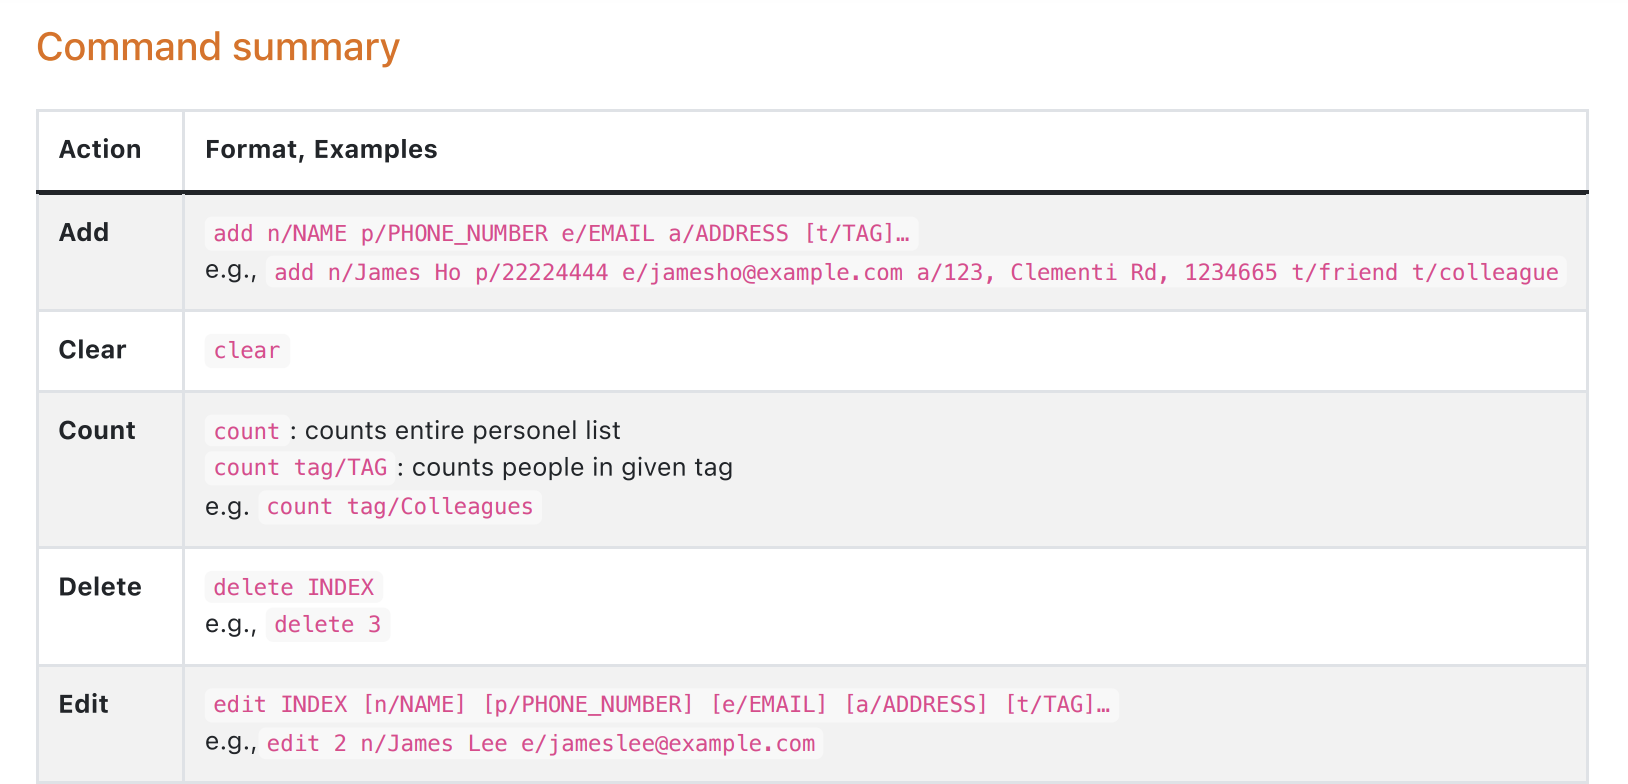 Command summary
Action Format, Examples
Add add n/NAME p/PHONE_NUMBER e/EMAIL a/ADDRESS [t/TAG]…
e.g., add n/James Ho p/22224444 e/jamesho@example.com a/123, Clementi Rd, 1234665 t/friend t/colleague
Clear clear
Count count : counts entire personel list
count tag/TAG : counts people in given tag
e.g. count tag/Colleagues
Delete delete INDEX
e.g., delete 3
Edit edit INDEX [n/NAME] [p/PHONE_NUMBER] [e/EMAIL] [a/ADDRESS] [t/TAG]…
e.g., edit 2 n/James Lee e/jameslee@example.com